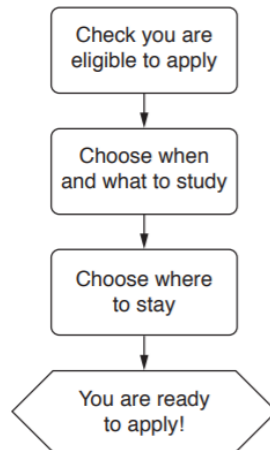 Check you are
eligible to apply
Choose when
and what to study
Choose where
to stay
You are ready
to apply!